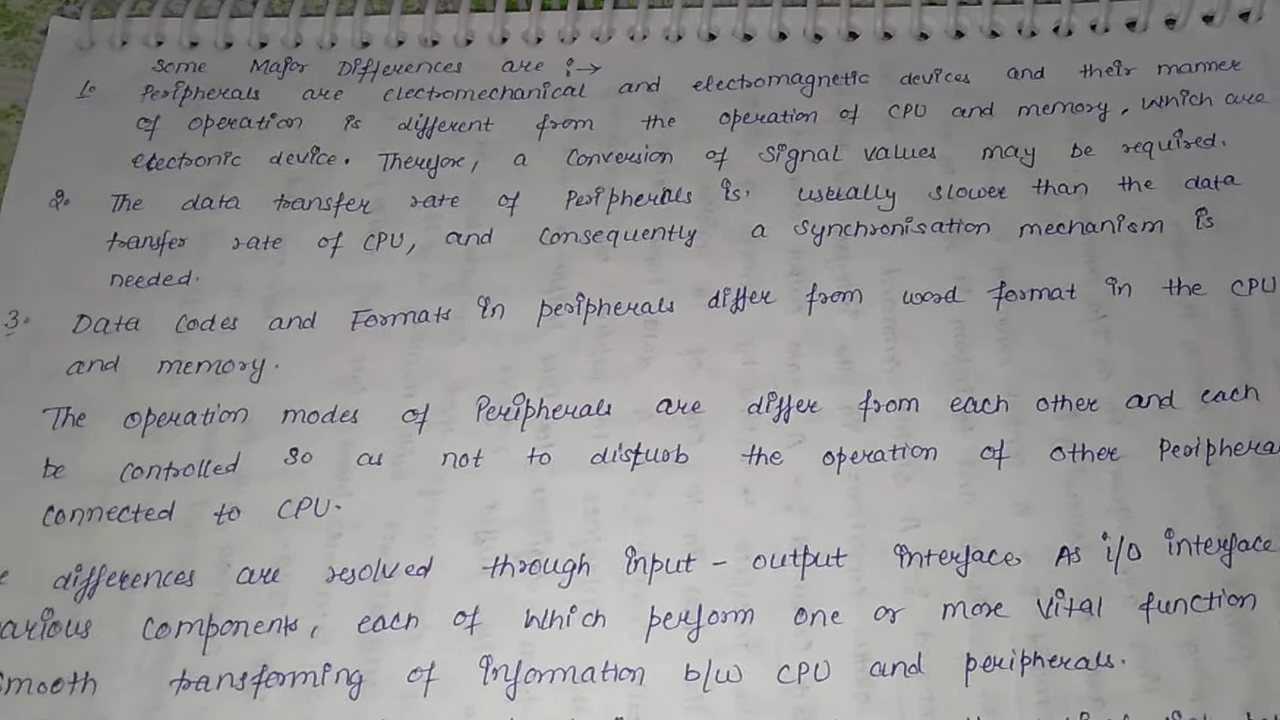 Some Major Differences are :→
1. Peripherals are electromechanical and electromagnetic devices and their manner
of operation is different from the operation of CPU and memory, which are
electronic device. Therefore, a conversion of signal values may be required.
2. The data transfer rate of Peripherals is. usually slower than the data
transfer rate of CPU, and consequently a synchronisation mechanism is
needed.
3. Data codes and Formats in peripherals differ from word format in the CPU
and memory.
The operation modes of Peripherals are differ from each other and each
be controlled so as not to disturb the operation of other Periphera
connected to CPU.
e differences are resolved through input - output interface. As i/o interface
arious components, each of which perform one or more vital function
mooth transforming of information b/w CPU and peripherals.